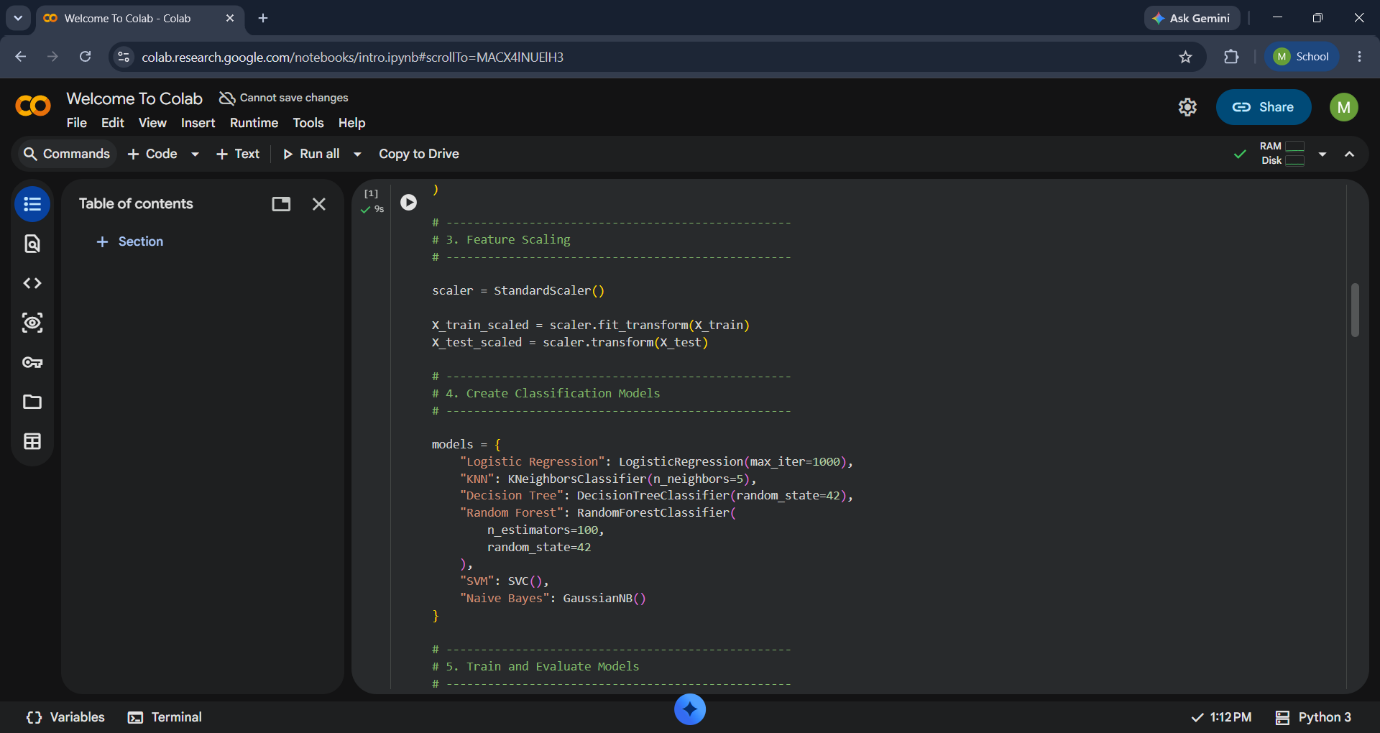 Welcome To Colab - Colab
Ask Gemini
colab.research.google.com/notebooks/intro.ipynb#scrollTo=MACX4INUElH3
M School
Welcome To Colab
Cannot save changes
File Edit View Insert Runtime Tools Help
Share
M
Commands
+ Code
+ Text
Run all
Copy to Drive
RAM
Disk
Table of contents
+ Section
[1]
9s
)
# --------------------------------------------------
# 3. Feature Scaling
# --------------------------------------------------
scaler = StandardScaler()
X_train_scaled = scaler.fit_transform(X_train)
X_test_scaled = scaler.transform(X_test)
# --------------------------------------------------
# 4. Create Classification Models
# --------------------------------------------------
models = {
    "Logistic Regression": LogisticRegression(max_iter=1000),
    "KNN": KNeighborsClassifier(n_neighbors=5),
    "Decision Tree": DecisionTreeClassifier(random_state=42),
    "Random Forest": RandomForestClassifier(
        n_estimators=100,
        random_state=42
    ),
    "SVM": SVC(),
    "Naive Bayes": GaussianNB()
}
# --------------------------------------------------
# 5. Train and Evaluate Models
# --------------------------------------------------
{} Variables
Terminal
1:12 PM
Python 3